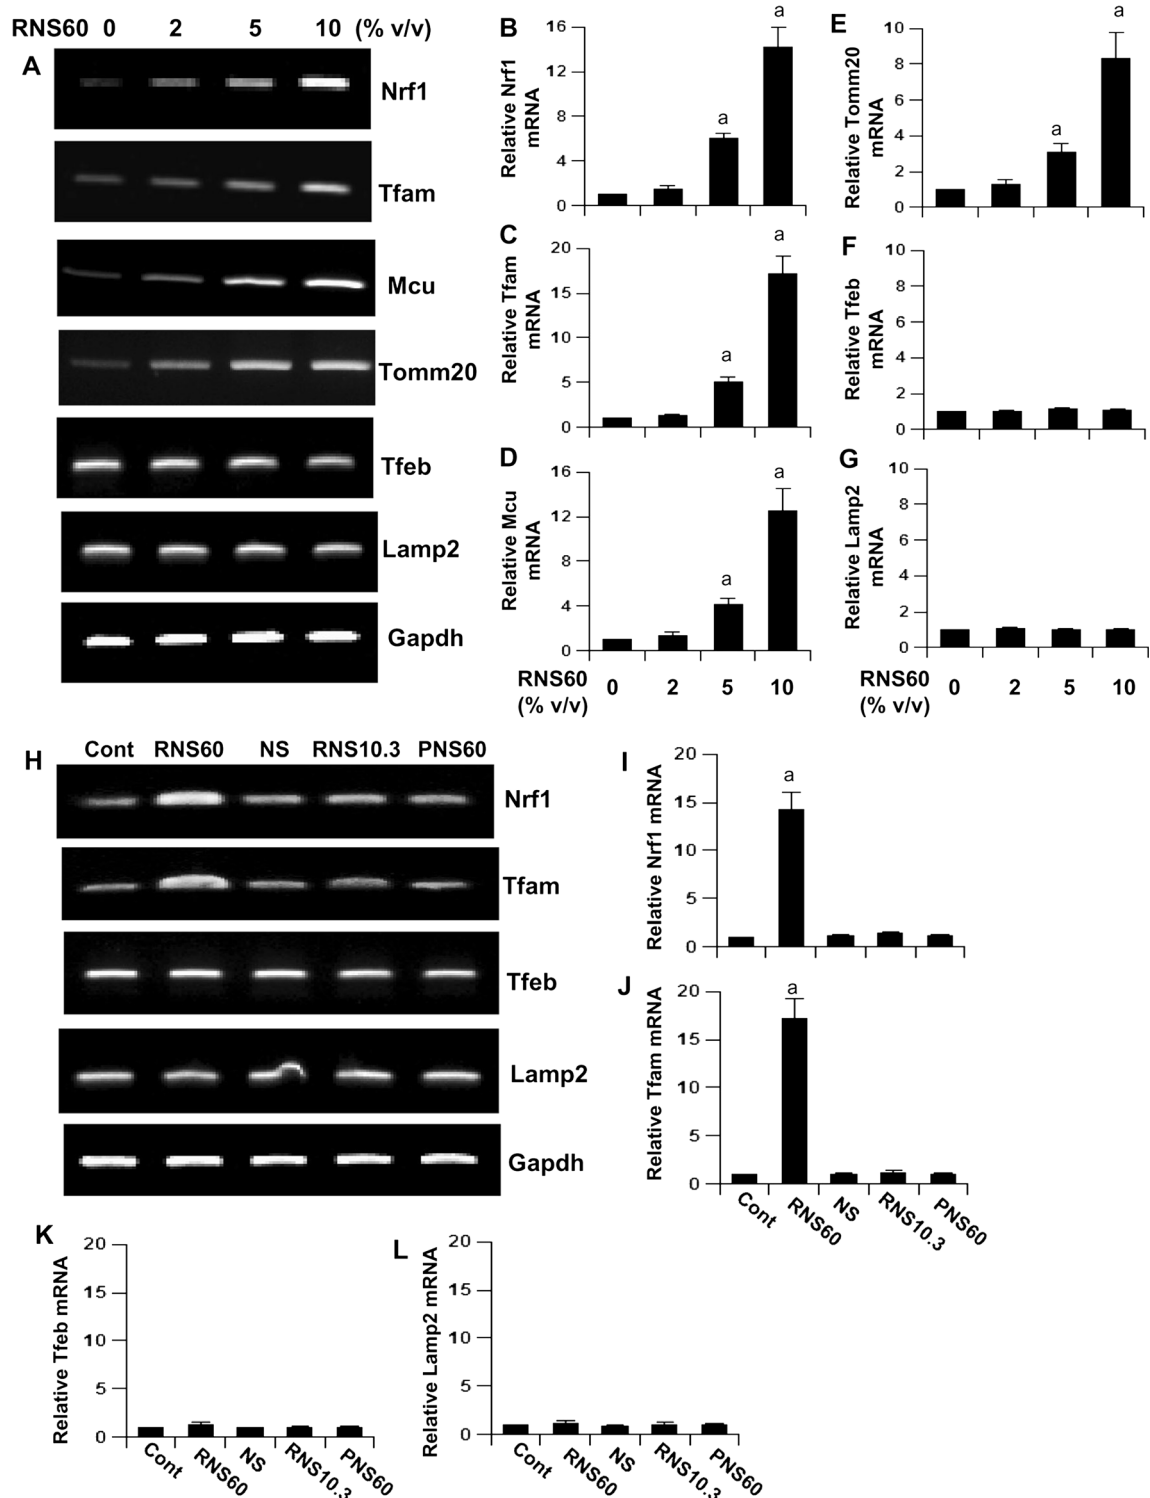 RNS60 0 2 5 10 (% v/v)
A
Nrf1
Tfam
Mcu
Tomm20
Tfeb
Lamp2
Gapdh
B
Relative Nrf1
mRNA
16
12
8
4
0
a
a
C
Relative Tfam
mRNA
20
15
10
5
0
a
a
D
Relative Mcu
mRNA
16
12
8
4
0
a
a
RNS60 0 2 5 10
(% v/v)
E
Relative Tomm20
mRNA
10
8
6
4
2
0
a
a
F
Relative Tfeb
mRNA
10
8
6
4
2
0
G
Relative Lamp2
mRNA
10
8
6
4
2
0
RNS60 0 2 5 10
(% v/v)
H
Cont RNS60 NS RNS10.3 PNS60
Nrf1
Tfam
Tfeb
Lamp2
Gapdh
I
Relative Nrf1 mRNA
20
15
10
5
0
a
J
Relative Tfam mRNA
20
15
10
5
0
a
Cont RNS60 NS RNS10.3 PNS60
K
Relative Tfeb mRNA
20
15
10
5
0
Cont RNS60 NS RNS10.3 PNS60
L
Relative Lamp2 mRNA
20
15
10
5
0
Cont RNS60 NS RNS10.3 PNS60